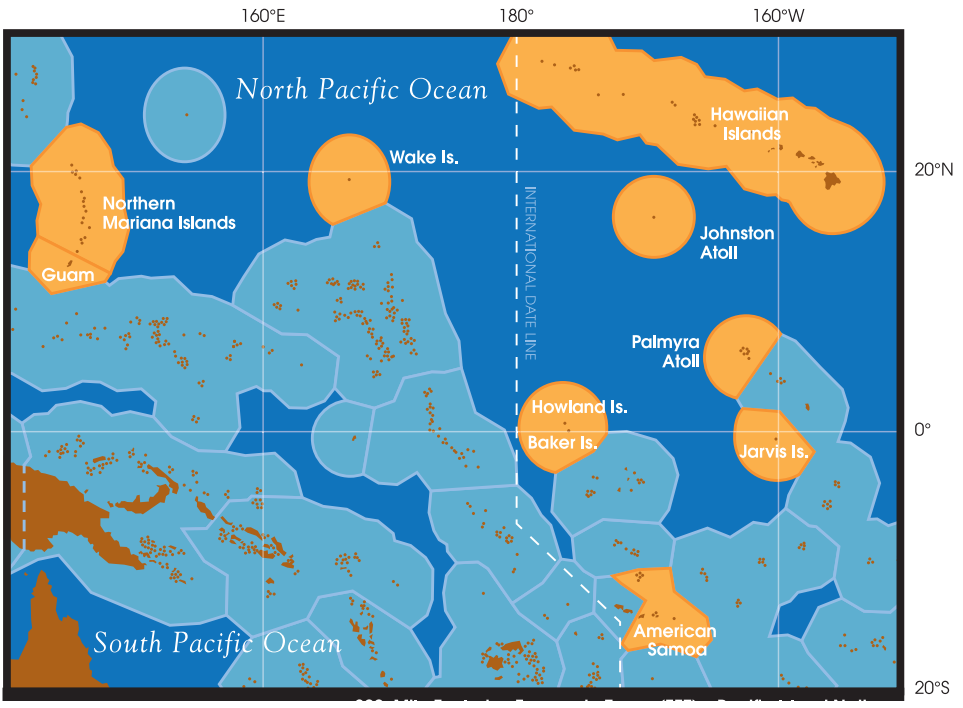 160°E 180° 160°W
North Pacific Ocean
Hawaiian
Islands
Wake Is.
20°N
Northern
Mariana Islands
INTERNATIONAL DATE LINE
Johnston
Atoll
Guam
Palmyra
Atoll
Howland Is.
0°
Baker Is.
Jarvis Is.
South Pacific Ocean
American
Samoa
20°S